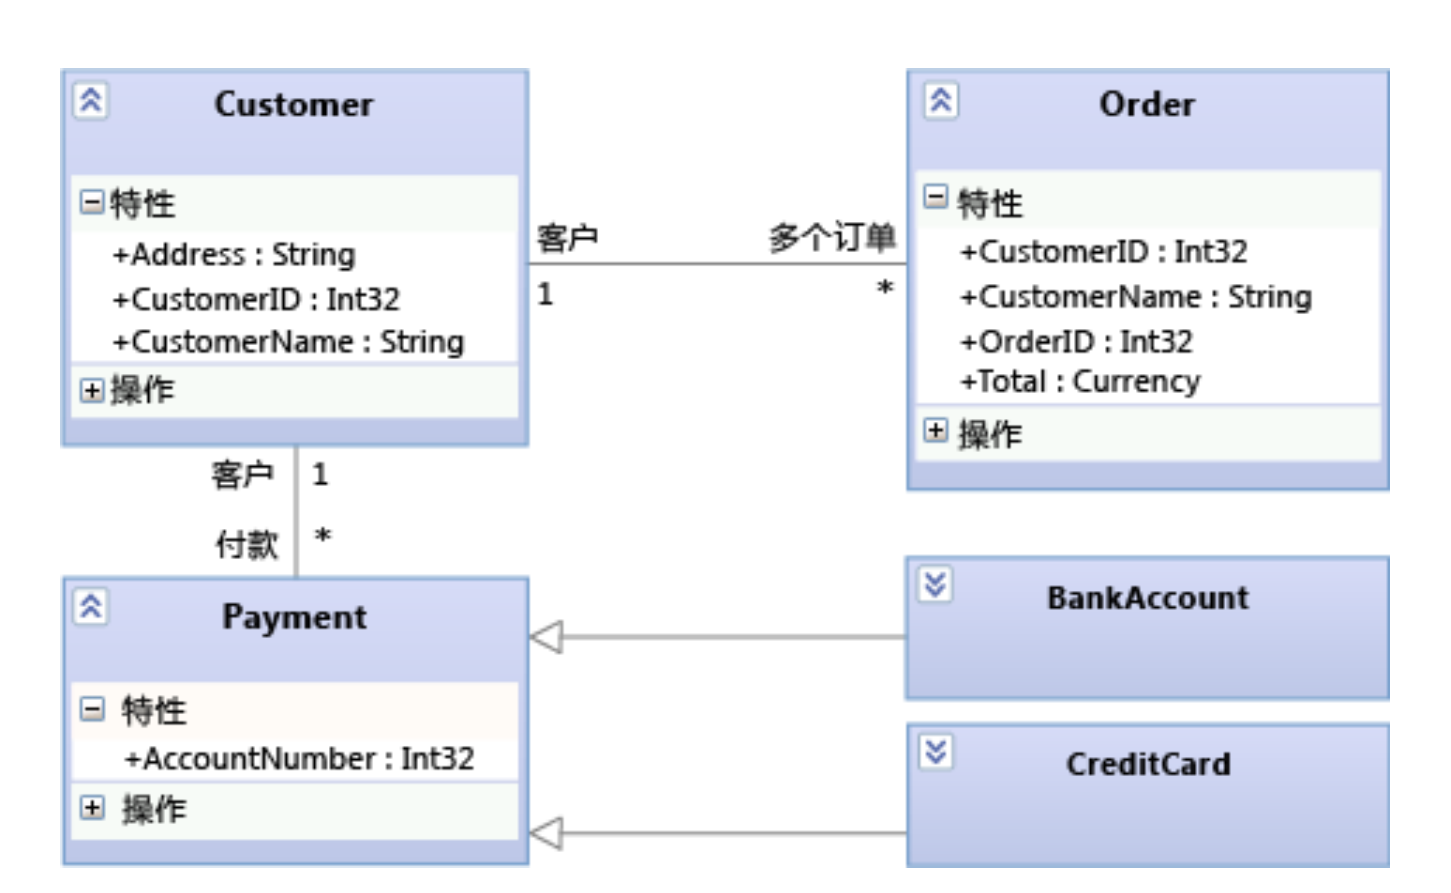 Customer
特性
+Address : String
+CustomerID : Int32
+CustomerName : String
操作
客户
多个订单
1
*
Order
特性
+CustomerID : Int32
+CustomerName : String
+OrderID : Int32
+Total : Currency
操作
客户
1
付款
*
Payment
特性
+AccountNumber : Int32
操作
BankAccount
CreditCard